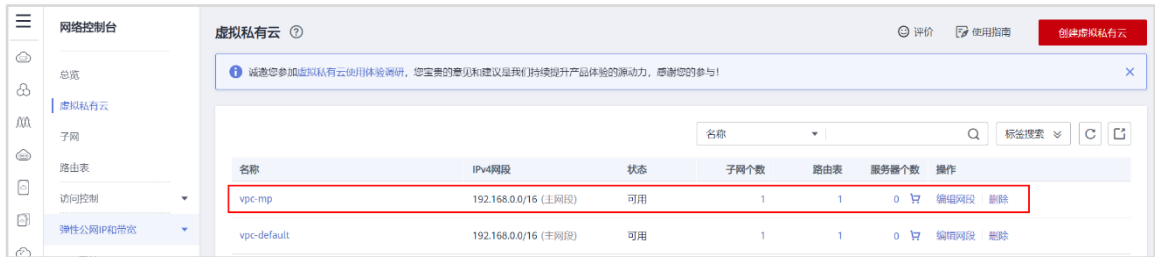 网络控制台
虚拟私有云
评价
使用指南
创建虚拟私有云
总览
诚邀您参加虚拟私有云使用体验调研，您宝贵的意见和建议是我们持续提升产品体验的源动力，感谢您的参与！
虚拟私有云
子网
名称
标签搜索
路由表
名称 IPv4网段 状态 子网个数 路由表 服务器个数 操作
访问控制
vpc-mp 192.168.0.0/16 (主网段) 可用 1 1 0 编辑网段 删除
弹性公网IP和带宽
vpc-default 192.168.0.0/16 (主网段) 可用 1 1 0 编辑网段 删除